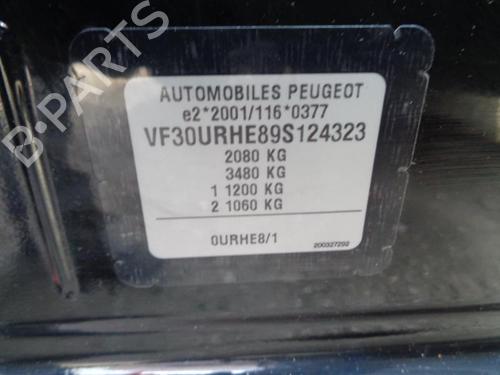 B-PARTS
AUTOMOBILES PEUGEOT
e2*2001/116*0377
VF30URHE89S124323
2080 KG
3480 KG
1 1200 KG
2 1060 KG
0URHE8/1
200327292